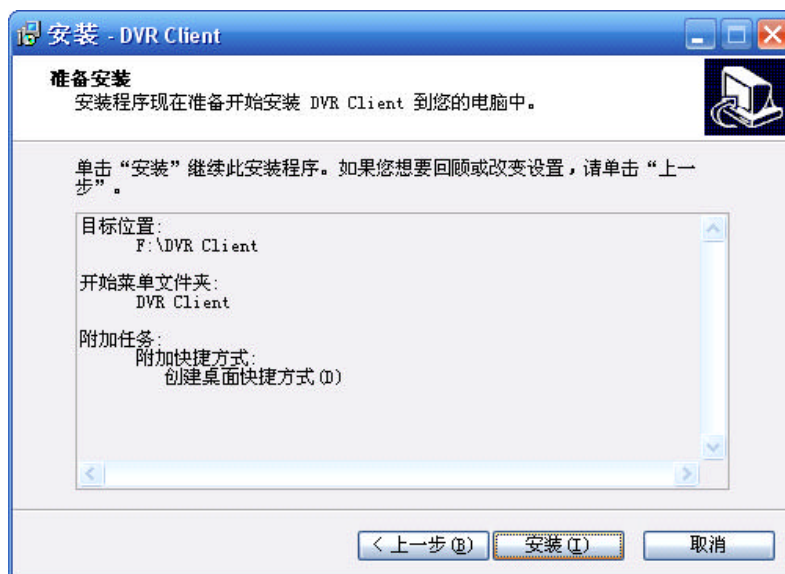 安装 - DVR Client
准备安装
安装程序现在准备开始安装 DVR Client 到您的电脑中。
单击“安装”继续此安装程序。如果您想要回顾或改变设置，请单击“上一
步”。
目标位置:
F:\DVR Client
开始菜单文件夹:
DVR Client
附加任务:
附加快捷方式:
创建桌面快捷方式(D)
< 上一步(B)
安装(I)
取消